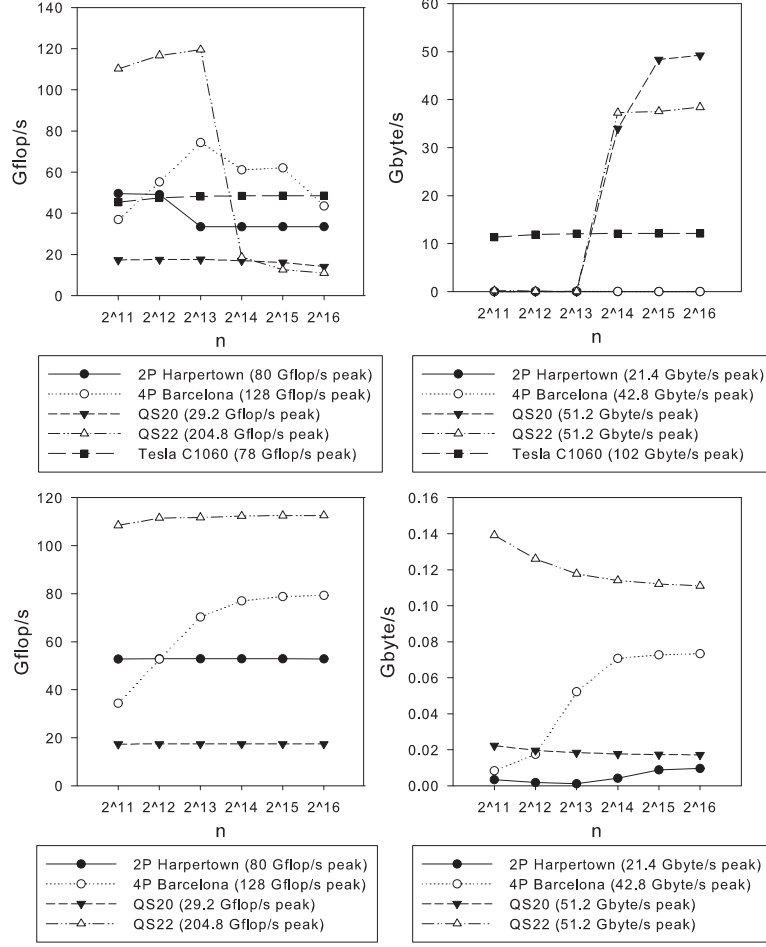 140
120
100
80
60
40
20
0
Gflop/s
2^11 2^12 2^13 2^14 2^15 2^16
n
2P Harpertown (80 Gflop/s peak)
4P Barcelona (128 Gflop/s peak)
QS20 (29.2 Gflop/s peak)
QS22 (204.8 Gflop/s peak)
Tesla C1060 (78 Gflop/s peak)
60
50
40
30
20
10
0
Gbyte/s
2^11 2^12 2^13 2^14 2^15 2^16
n
2P Harpertown (21.4 Gbyte/s peak)
4P Barcelona (42.8 Gbyte/s peak)
QS20 (51.2 Gbyte/s peak)
QS22 (51.2 Gbyte/s peak)
Tesla C1060 (102 Gbyte/s peak)
120
100
80
60
40
20
0
Gflop/s
2^11 2^12 2^13 2^14 2^15 2^16
n
2P Harpertown (80 Gflop/s peak)
4P Barcelona (128 Gflop/s peak)
QS20 (29.2 Gflop/s peak)
QS22 (204.8 Gflop/s peak)
0.16
0.14
0.12
0.10
0.08
0.06
0.04
0.02
0.00
Gbyte/s
2^11 2^12 2^13 2^14 2^15 2^16
n
2P Harpertown (21.4 Gbyte/s peak)
4P Barcelona (42.8 Gbyte/s peak)
QS20 (51.2 Gbyte/s peak)
QS22 (51.2 Gbyte/s peak)